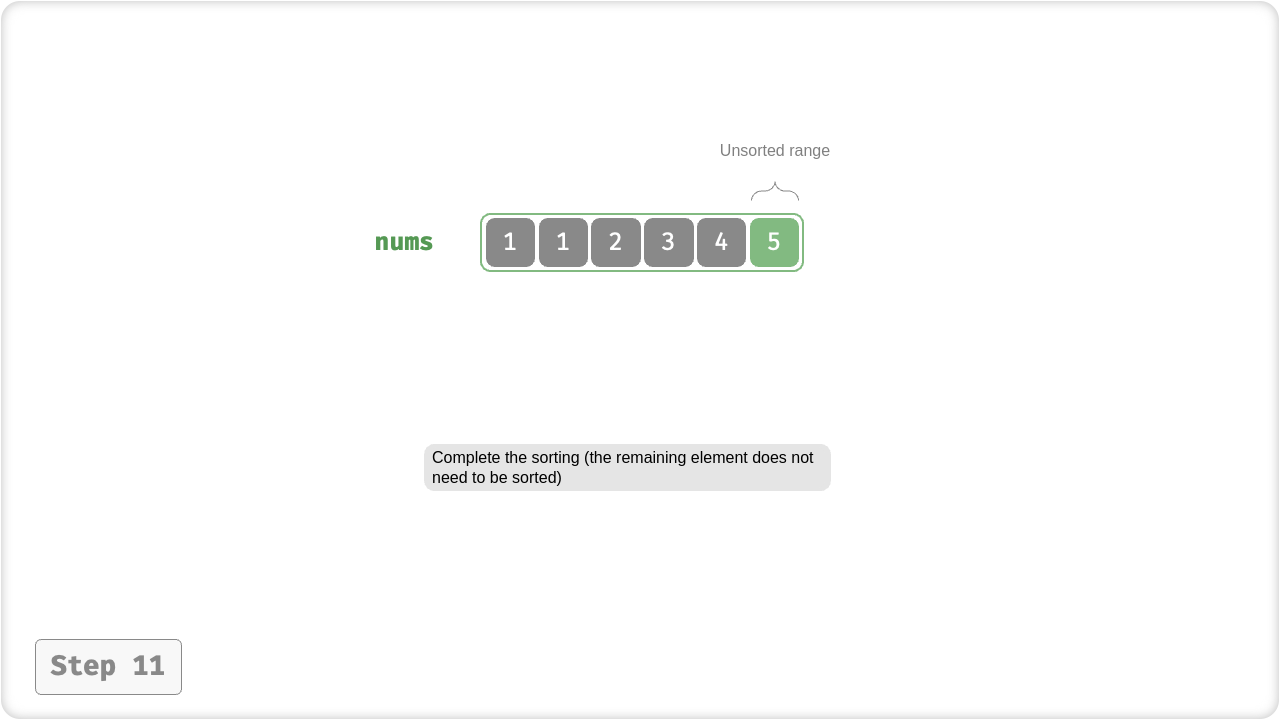 Unsorted range
nums 1 1 2 3 4 5
Complete the sorting (the remaining element does not
need to be sorted)
Step 11